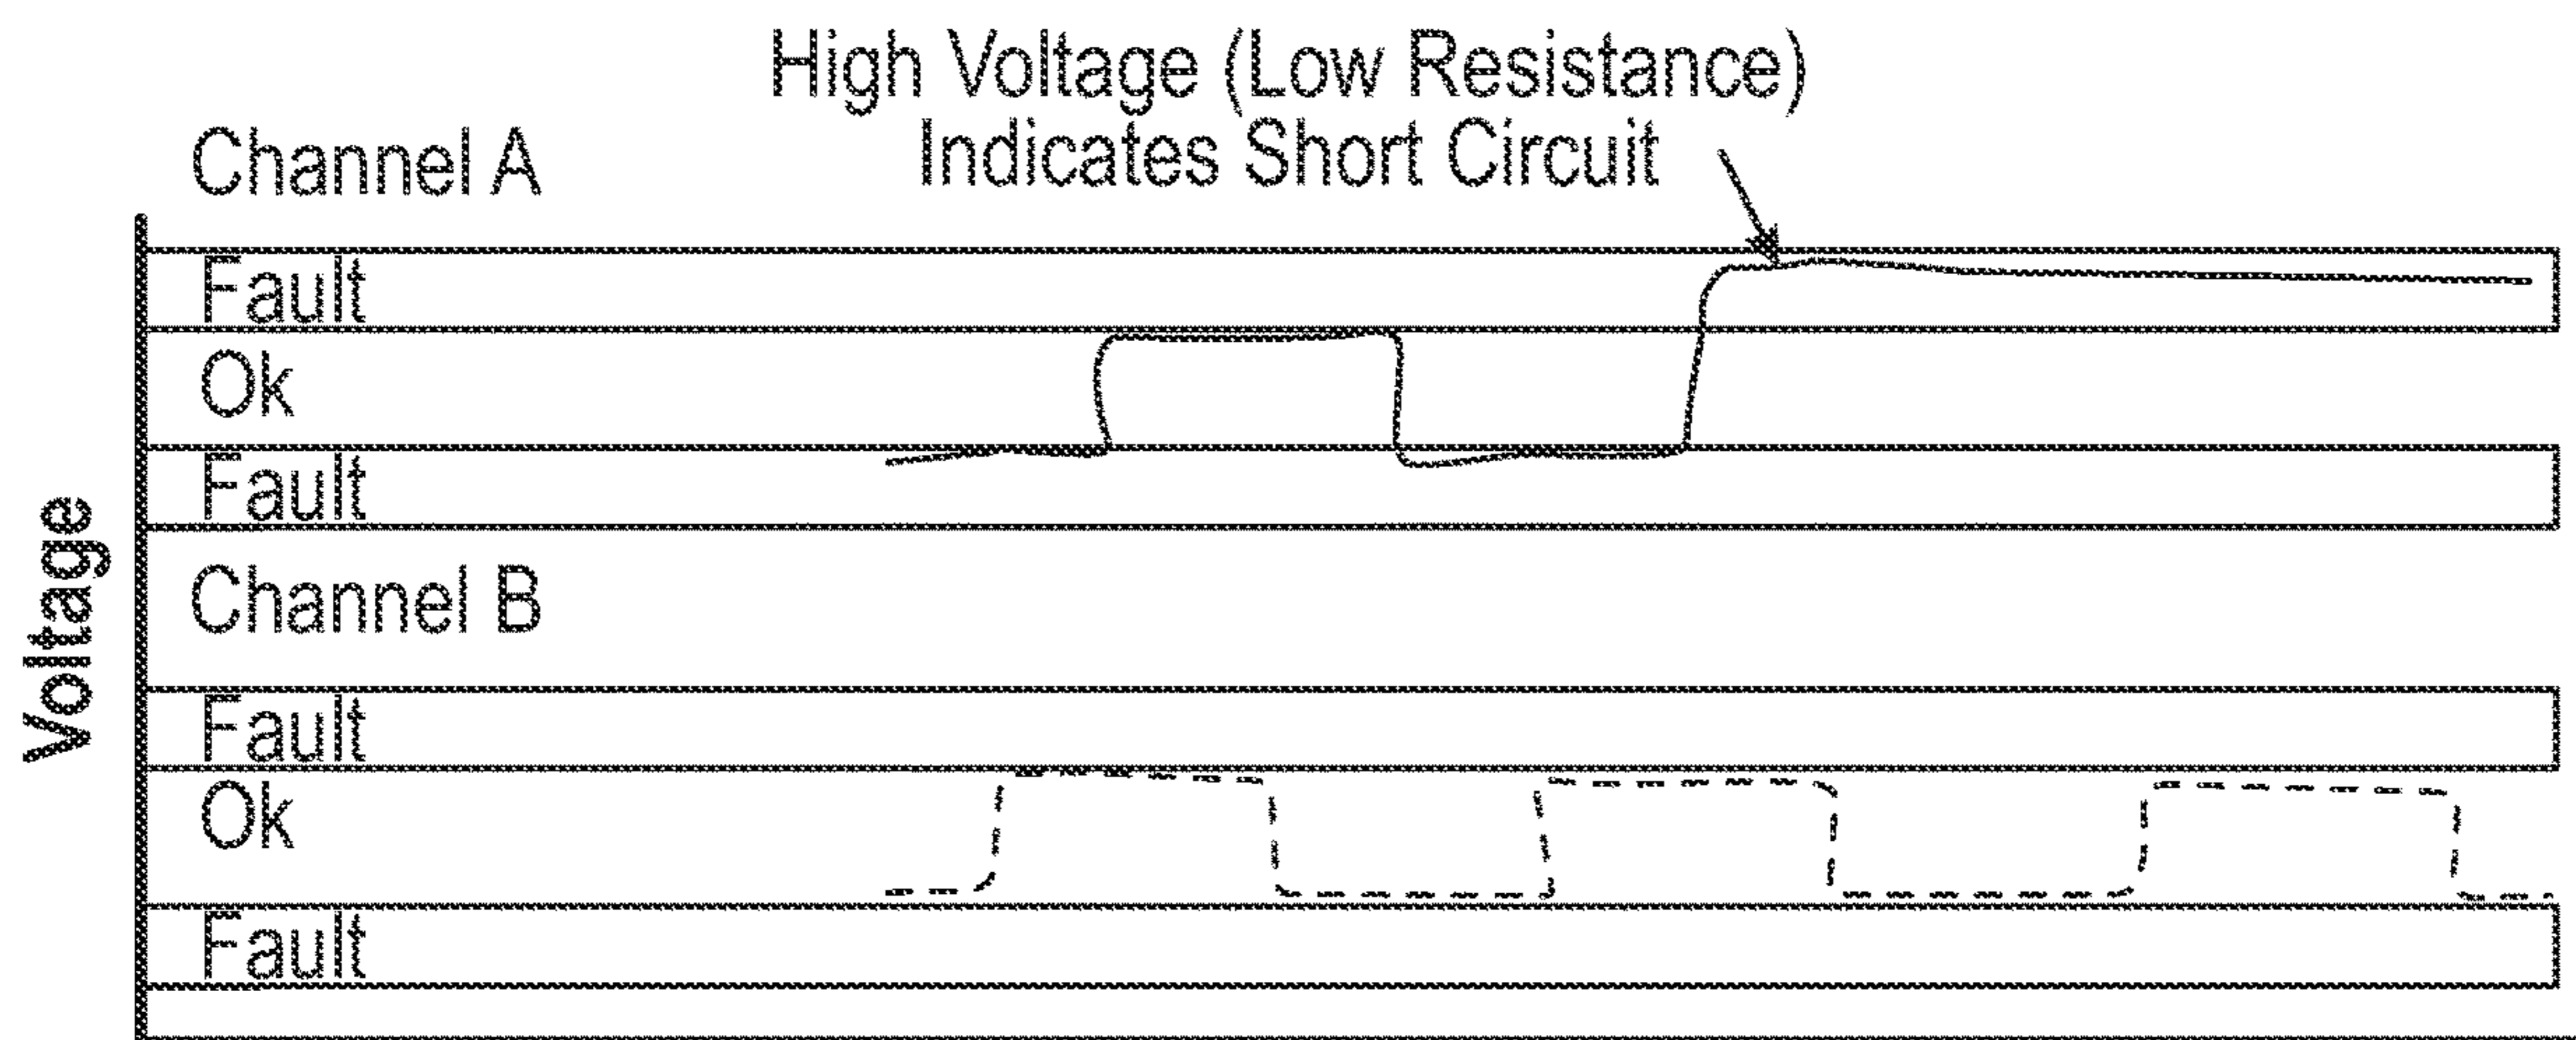 High Voltage (Low Resistance)
Indicates Short Circuit
Channel A
Fault
Ok
Fault
Voltage
Channel B
Fault
Ok
Fault